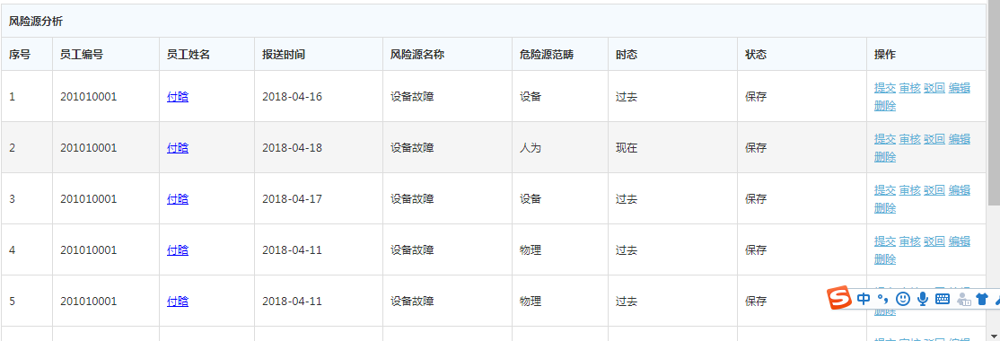 风险源分析
序号 员工编号 员工姓名 报送时间 风险源名称 危险源范畴 时态 状态 操作
1 201010001 付晗 2018-04-16 设备故障 设备 过去 保存 提交 审核 驳回 编辑
删除
2 201010001 付晗 2018-04-18 设备故障 人为 现在 保存 提交 审核 驳回 编辑
删除
3 201010001 付晗 2018-04-17 设备故障 设备 过去 保存 提交 审核 驳回 编辑
删除
4 201010001 付晗 2018-04-11 设备故障 物理 过去 保存 提交 审核 驳回 编辑
删除
5 201010001 付晗 2018-04-11 设备故障 物理 过去 保存
中
删除